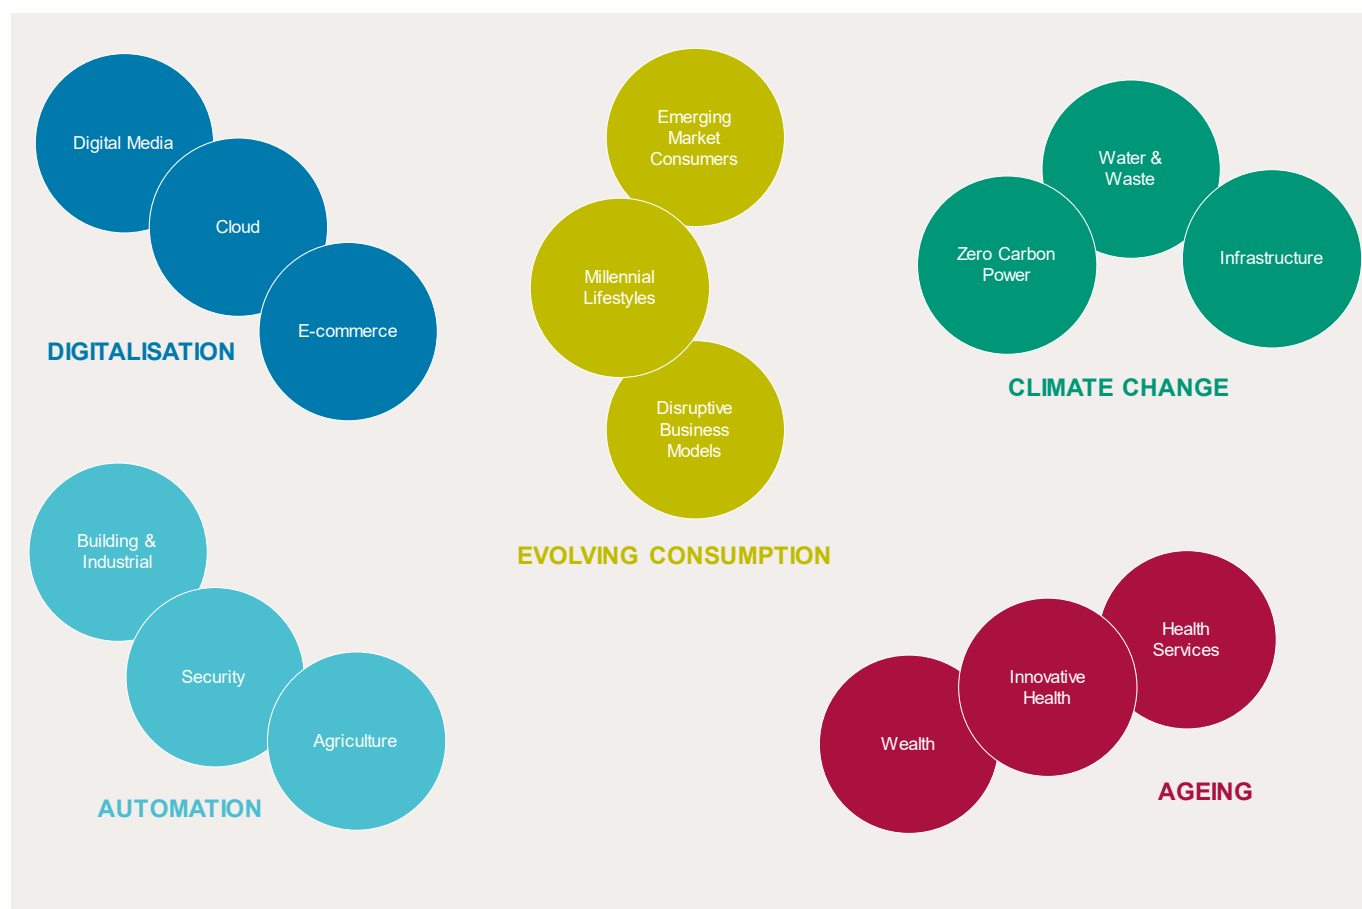 Digital Media
Cloud
E-commerce
DIGITALISATION
Emerging
Market
Consumers
Millennial
Lifestyles
Disruptive
Business
Models
EVOLVING CONSUMPTION
Water &
Waste
Zero Carbon
Power
Infrastructure
CLIMATE CHANGE
Building &
Industrial
Security
Agriculture
AUTOMATION
Health
Services
Innovative
Health
Wealth
AGEING